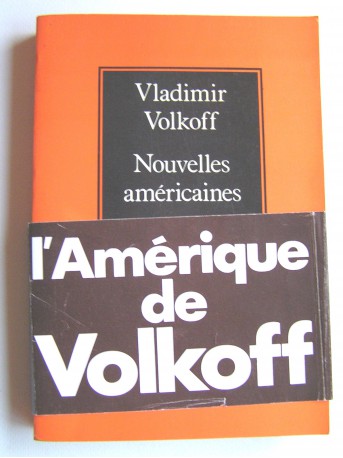 Vladimir
Volkoff
Nouvelles
américaines
l'Amérique
de
Volkoff